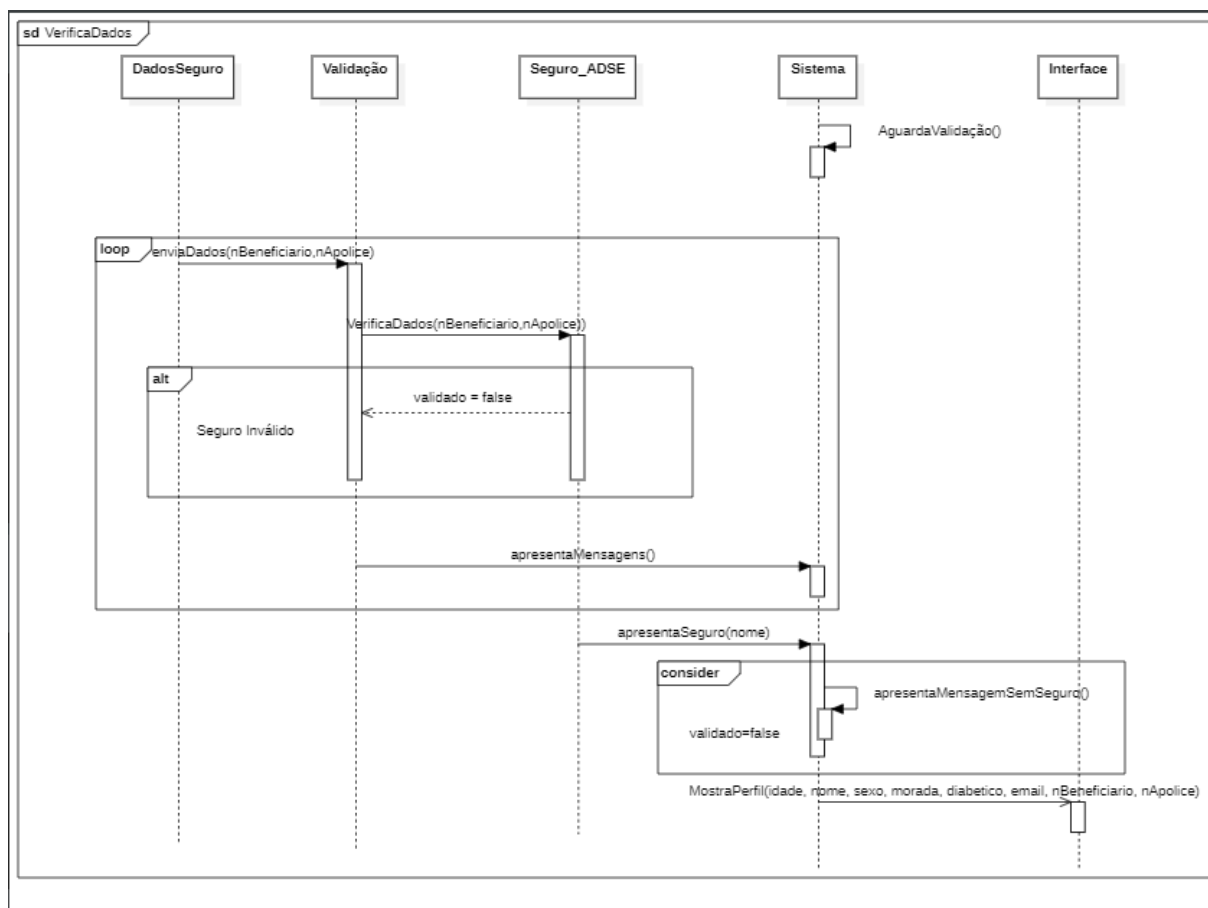 sd VerificaDados
DadosSeguro
Validação
Seguro_ADSE
Sistema
Interface
AguardaValidação()
loop
enviaDados(nBeneficiario,nApolice)
VerificaDados(nBeneficiario,nApolice))
alt
validado = false
Seguro Inválido
apresentaMensagens()
apresentaSeguro(nome)
consider
apresentaMensagemSemSeguro()
validado=false
MostraPerfil(idade, nome, sexo, morada, diabetico, email, nBeneficiario, nApolice)